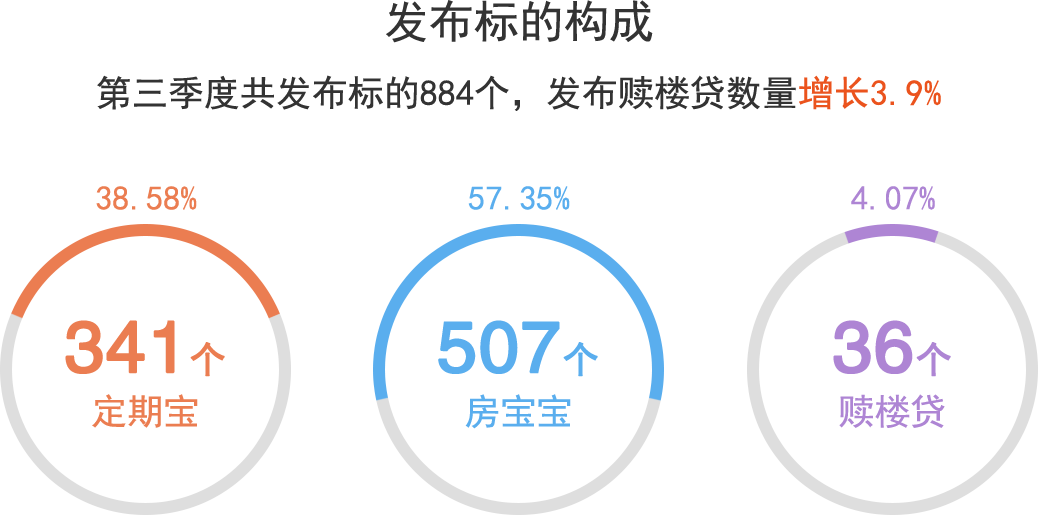 发布标的构成
第三季度共发布标的884个，发布赎楼贷数量增长3.9%
38.58%
57.35%
4.07%
341个
507个
36个
定期宝
房宝宝
赎楼贷